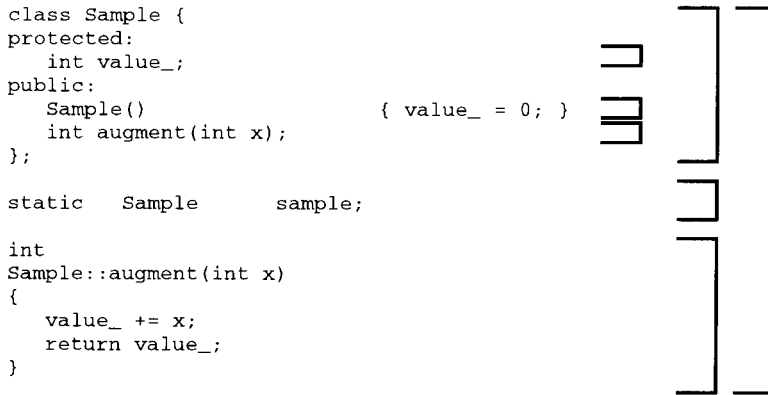 class Sample {
protected:
   int value_;
public:
   Sample()                    { value_ = 0; }
   int augment(int x);
};
static   Sample       sample;
int
Sample::augment(int x)
{
   value_ += x;
   return value_;
}